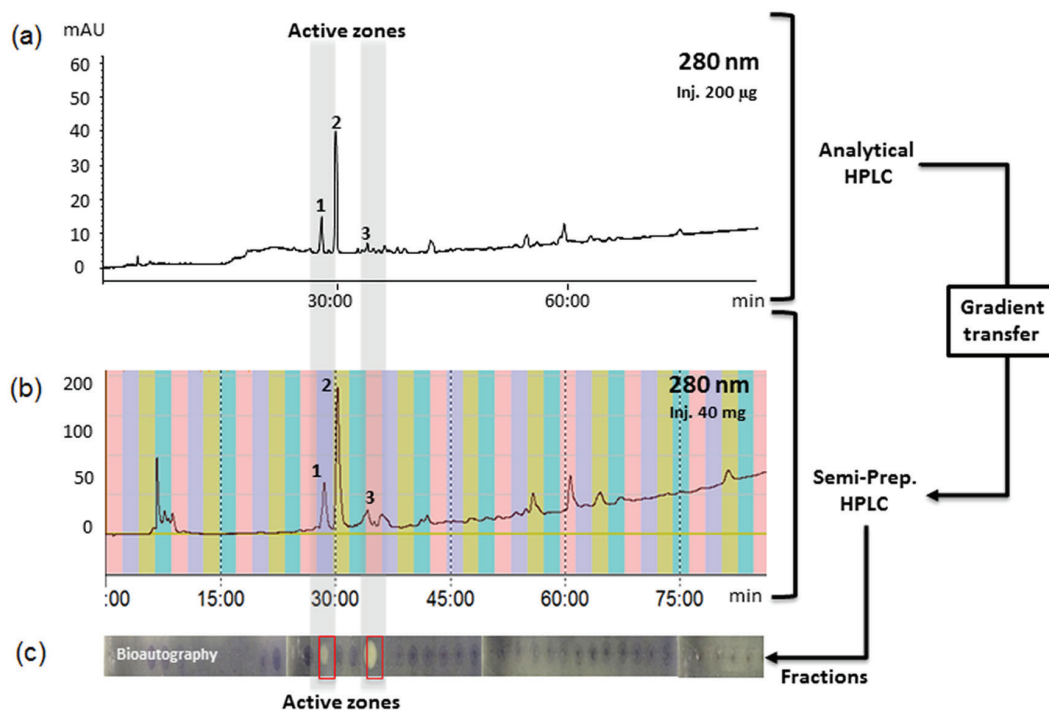 (a)
mAU
Active zones
60
50
40
30
20
10
0
1
2
3
280 nm
Inj. 200 µg
30:00
60:00
min
Analytical
HPLC
Gradient
transfer
(b)
200
100
50
0
1
2
3
280 nm
Inj. 40 mg
:00
15:00
30:00
45:00
60:00
75:00
min
Semi-Prep.
HPLC
(c)
Bioautography
Fractions
Active zones